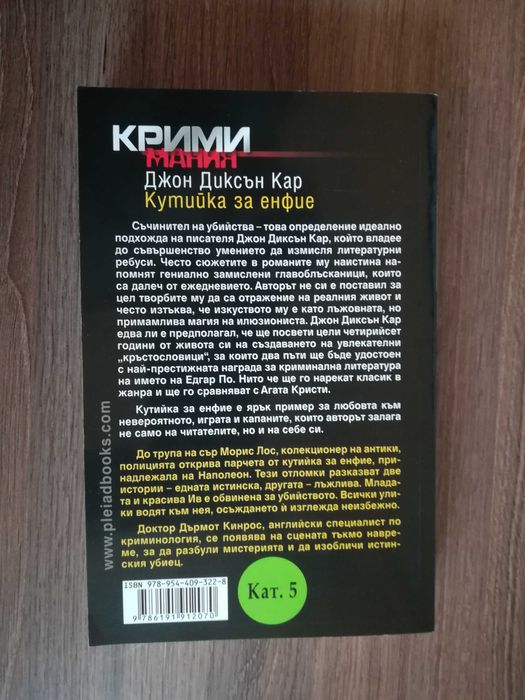 КРИМИ
МАНИЯ
Джон Диксън Кар
Кутийка за енфие
Съчинител на убийства – това определение идеално
подхожда на писателя Джон Диксън Кар, който владее
до съвършенство умението да измисля литературни
ребуси. Често сюжетите в романите му наистина на-
помнят гениално замислени главоблъсканици, които
са далеч от ежедневието. Авторът не си е поставил за
цел творбите му да са отражение на реалния живот и
често изтъква, че изкуството му е като лъжовната, но
примамлива магия на илюзиониста. Джон Диксън Кар
едва ли е предполагал, че ще посвети цели четирийсет
години от живота си на създаването на увлекателни
„кръстословици“, за които два пъти ще бъде удостоен
с най-престижната награда за криминална литература
на името на Едгар По. Нито че ще го нарекат класик в
жанра и ще го сравняват с Агата Кристи.
Кутийка за енфие е ярък пример за любовта към
невероятното, играта и капаните, които авторът залага
не само на читателите, но и на себе си.
До трупа на сър Морис Лос, колекционер на антики,
полицията открива парчета от кутийка за енфие, при-
надлежала на Наполеон. Тези отломки разказват две
истории – едната истинска, другата – лъжлива. Мла-
дата и красива Ив е обвинена за убийството. Всички ули-
ки водят към нея, осъждането ѝ изглежда неизбежно.
Доктор Дърмот Кинрос, английски специалист по
криминология, се появява на сцената тъкмо навре-
ме, за да разбули мистерията и да изобличи истин-
ския убиец.
www.pleiadbooks.com
ISBN 978-954-409-322-8
9 786191 912070
Кат. 5